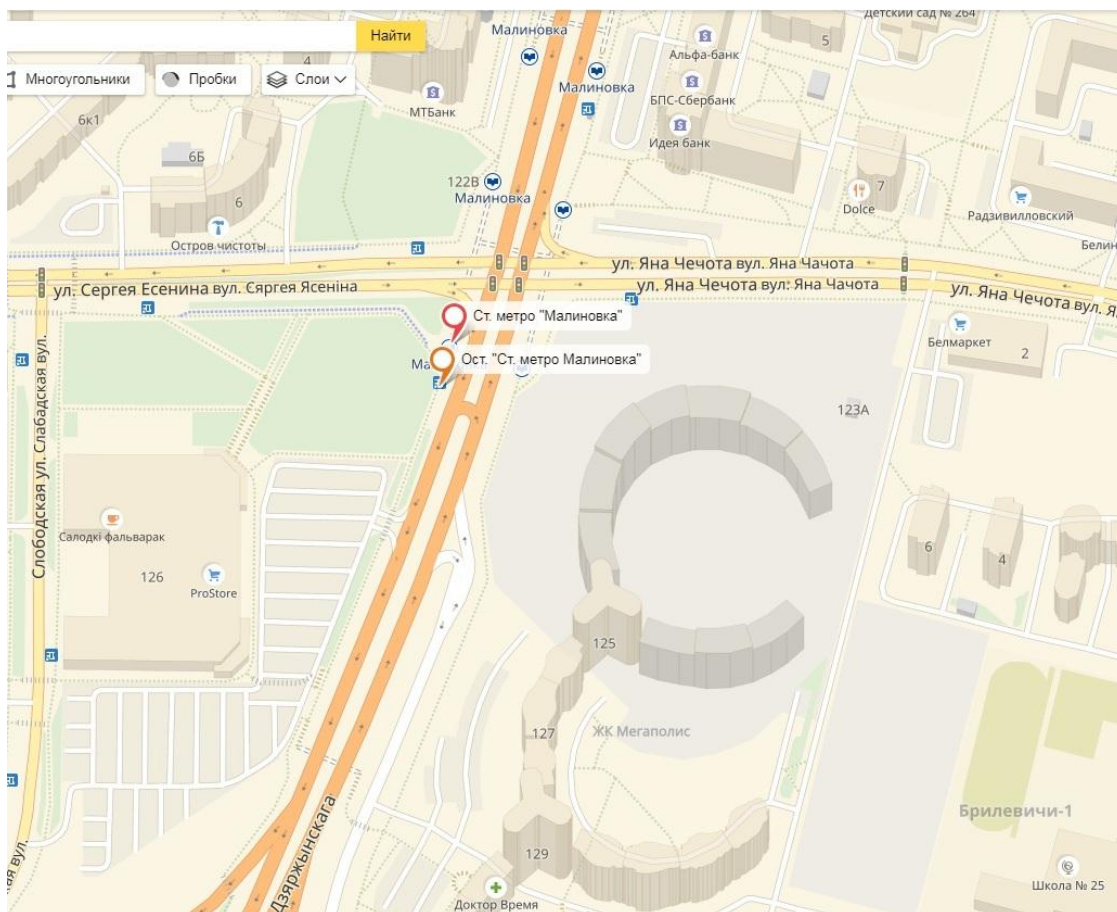 Детский сад № 264
Малиновка
Найти
5
Альфа-банк
4
Многоугольники
Пробки
Слои
Малиновка
БПС-Сбербанк
МТБанк
6к1
Идея банк
6Б
122В
Малиновка
7
6
Dolce
Радзивилловский
Остров чистоты
ул. Яна Чечота вул. Яна Чачота
ул. Сергея Есенина вул. Сяргея Ясеніна
ул. Яна Чечота вул. Яна Чачота
ул. Яна Чечота вул.
Ст. метро "Малиновка"
Белмаркет
2
Ост. "Ст. метро Малиновка"
Слободская ул. Слабадская вул.
123А
Салодкі фальварак
126
ProStore
6
4
125
ЖК Мегаполис
127
Брилевичи-1
Дзяржынскага
129
Школа № 25
Доктор Время